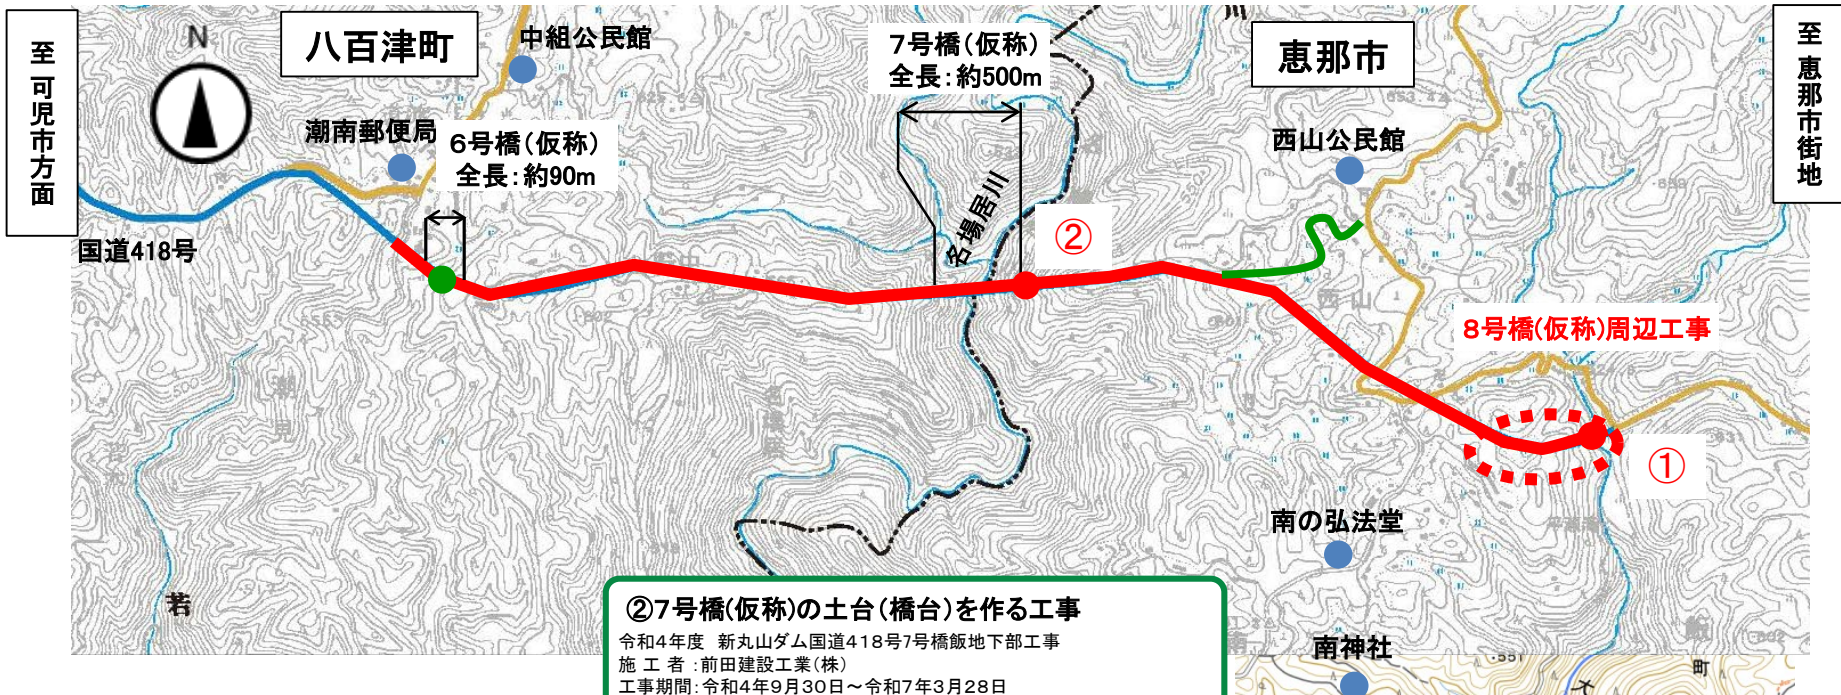 至 可児市方面
N
八百津町
中組公民館
7号橋(仮称)
全長:約500m
恵那市
至 恵那市街地
潮南郵便局
6号橋(仮称)
全長:約90m
西山公民館
名場居川
②
国道418号
西山
8号橋(仮称)周辺工事
①
南の弘法堂
若
②7号橋(仮称)の土台(橋台)を作る工事
令和4年度 新丸山ダム国道418号7号橋飯地下部工事
施 工 者 :前田建設工業(株)
工事期間:令和4年9月30日~令和7年3月28日
南神社
町